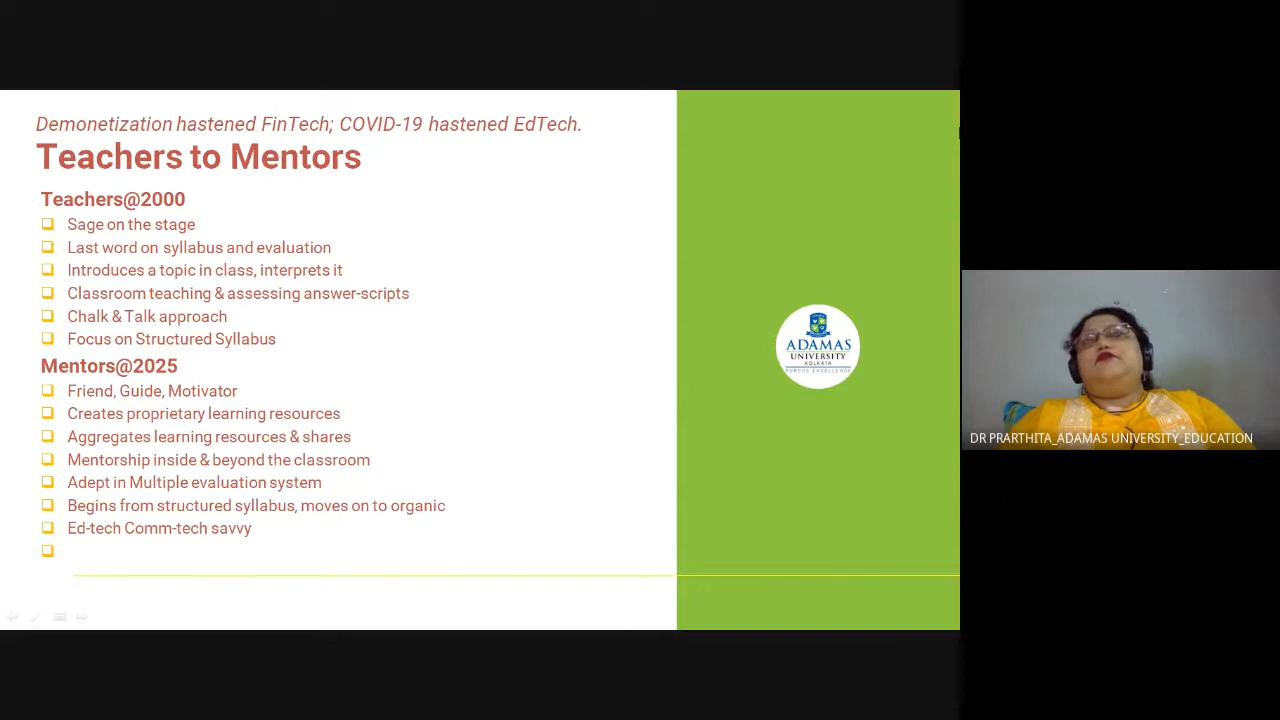 Demonetization hastened FinTech; COVID-19 hastened EdTech.
Teachers to Mentors
Teachers@2000
Sage on the stage
Last word on syllabus and evaluation
Introduces a topic in class, interprets it
Classroom teaching & assessing answer-scripts
Chalk & Talk approach
Focus on Structured Syllabus
Mentors@2025
Friend, Guide, Motivator
Creates proprietary learning resources
Aggregates learning resources & shares
Mentorship inside & beyond the classroom
Adept in Multiple evaluation system
Begins from structured syllabus, moves on to organic
Ed-tech Comm-tech savvy
ADAMAS
UNIVERSITY
KOLKATA
PURSUE EXCELLENCE
DR PRARTHITA_ADAMAS UNIVERSITY_EDUCATION